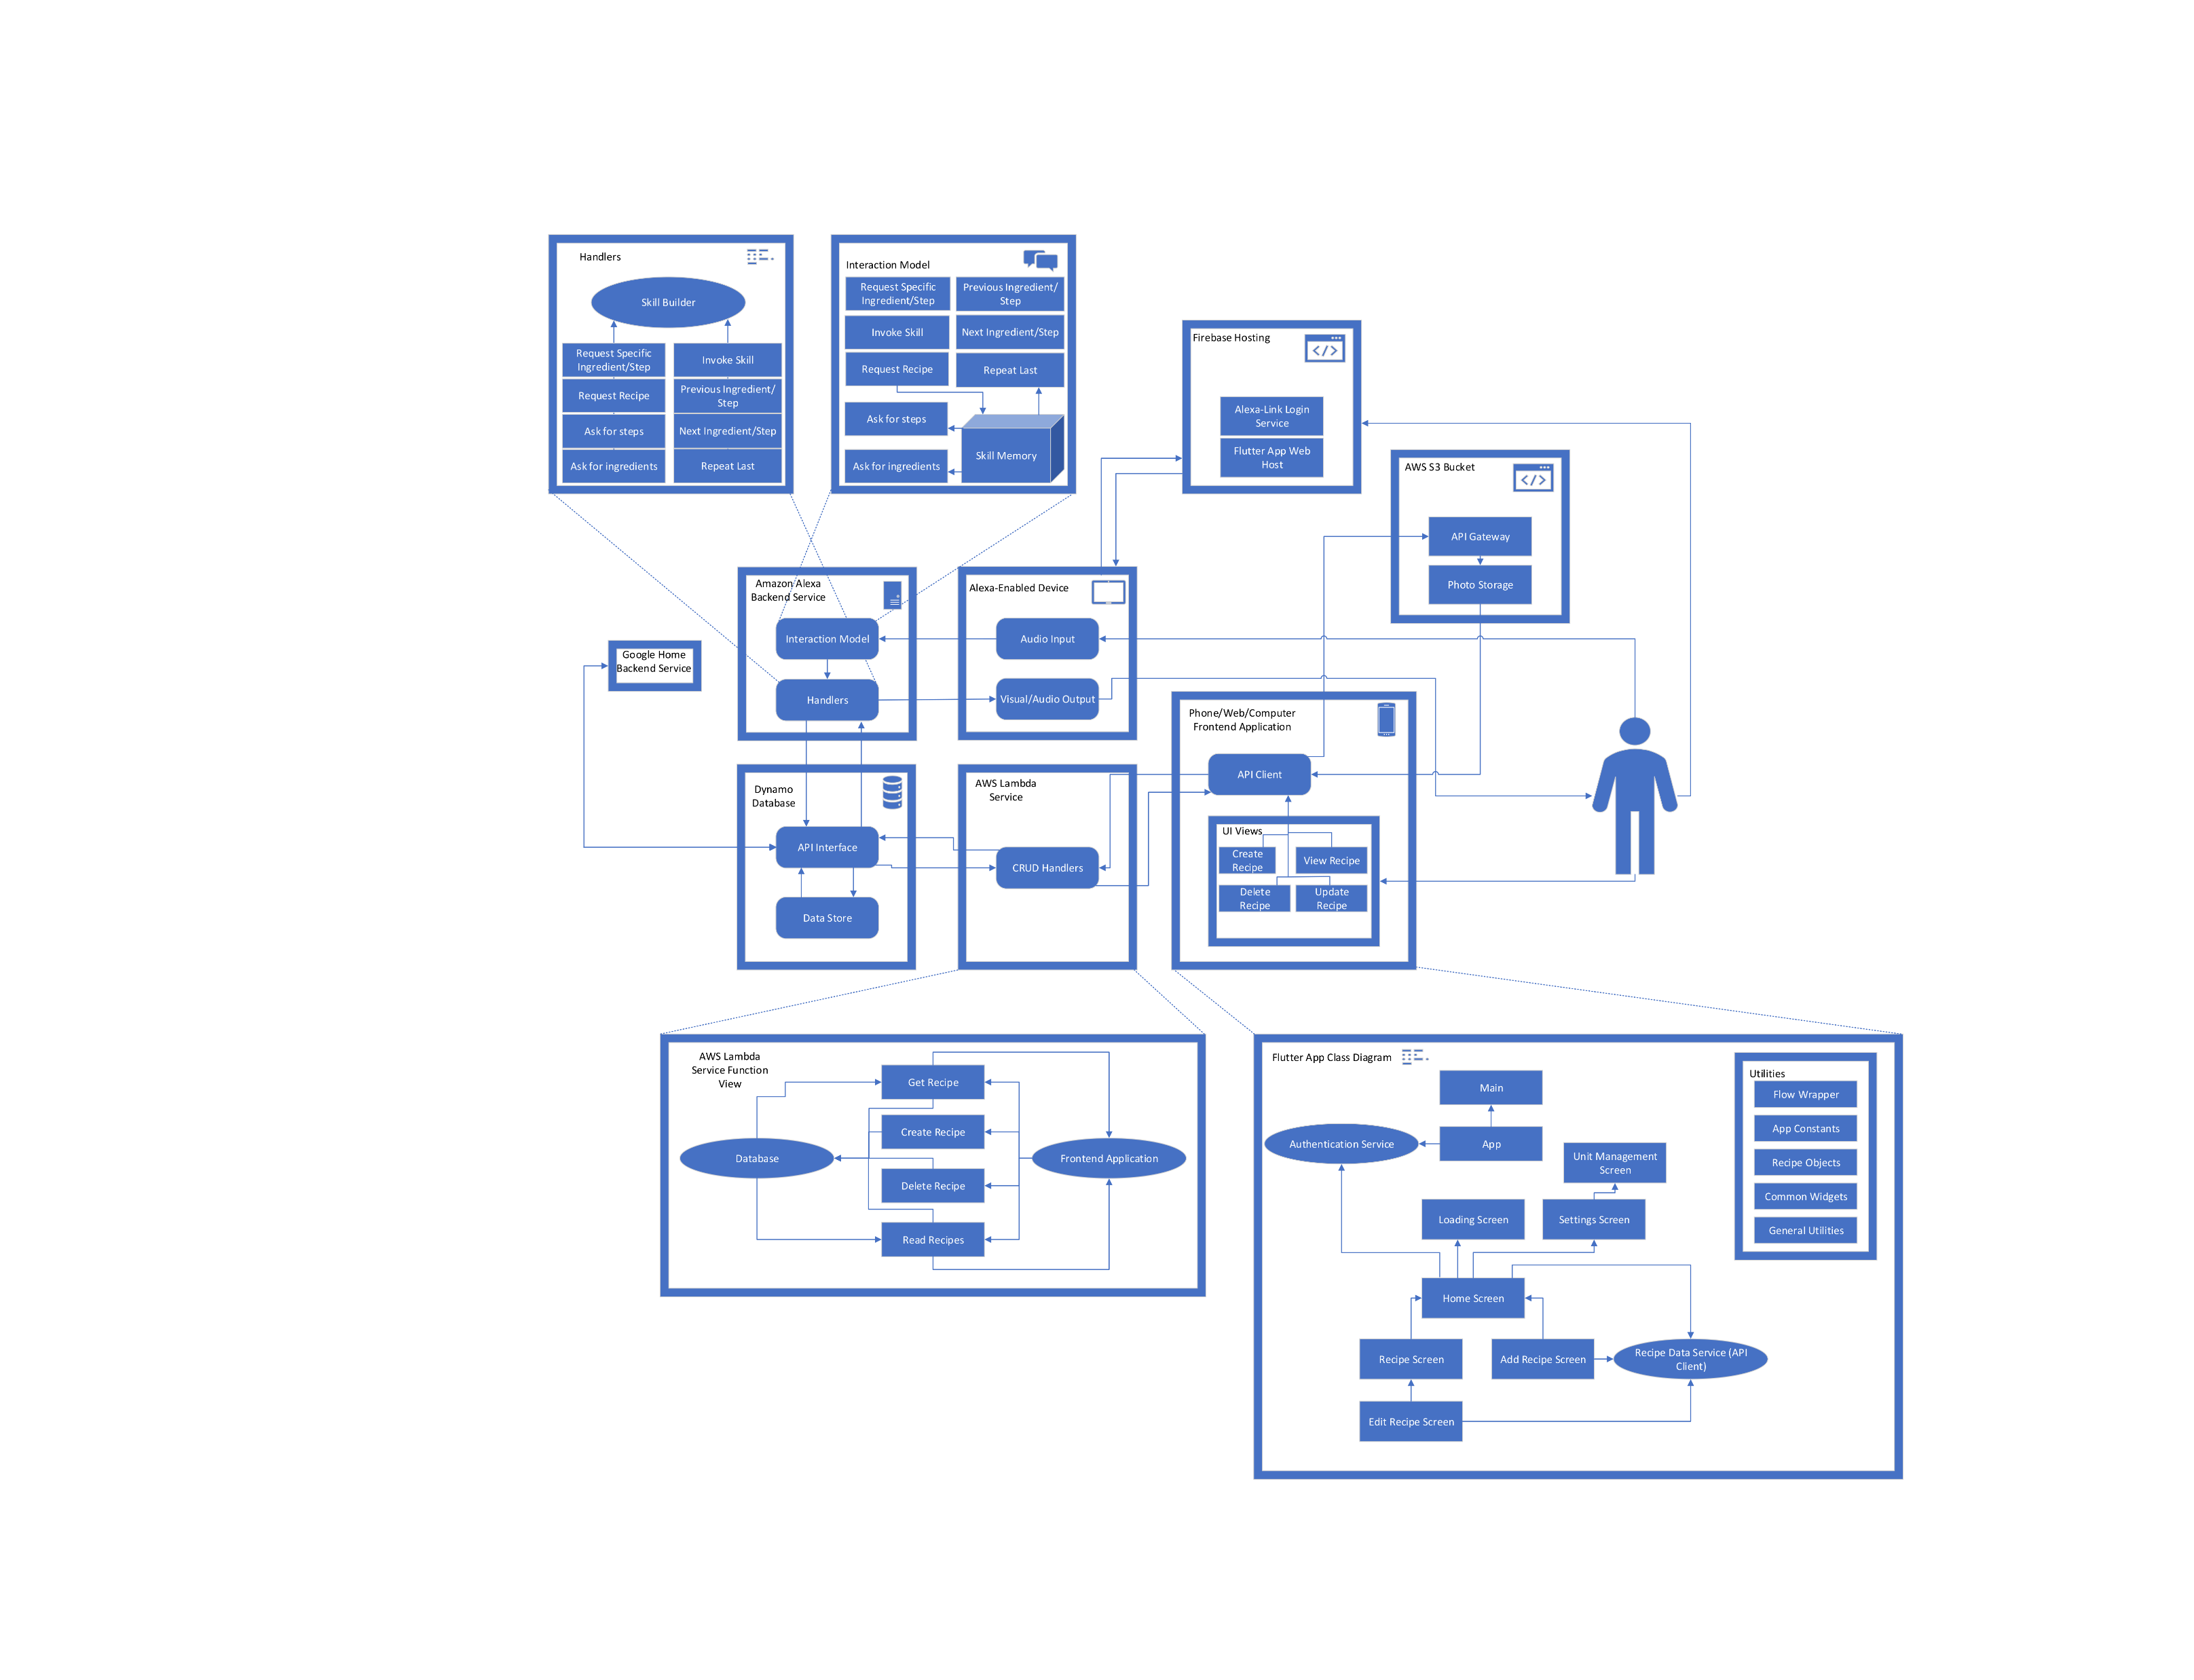 Handlers
Skill Builder
Request Specific
Ingredient/Step
Invoke Skill
Request Recipe
Previous Ingredient/
Step
Ask for steps
Next Ingredient/Step
Ask for ingredients
Repeat Last
Interaction Model
Request Specific
Ingredient/Step
Previous Ingredient/
Step
Invoke Skill
Next Ingredient/Step
Request Recipe
Repeat Last
Ask for steps
Skill Memory
Ask for ingredients
Firebase Hosting
</>
Alexa-Link Login
Service
Flutter App Web
Host
AWS S3 Bucket
</>
API Gateway
Photo Storage
Amazon Alexa
Backend Service
Interaction Model
Handlers
Alexa-Enabled Device
Audio Input
Visual/Audio Output
Google Home
Backend Service
Phone/Web/Computer
Frontend Application
API Client
UI Views
Create
Recipe
View Recipe
Delete
Recipe
Update
Recipe
Dynamo
Database
API Interface
Data Store
AWS Lambda
Service
CRUD Handlers
AWS Lambda
Service Function
View
Get Recipe
Create Recipe
Database
Frontend Application
Delete Recipe
Read Recipes
Flutter App Class Diagram
Main
Authentication Service
App
Unit Management
Screen
Loading Screen
Settings Screen
Home Screen
Recipe Screen
Add Recipe Screen
Recipe Data Service (API
Client)
Edit Recipe Screen
Utilities
Flow Wrapper
App Constants
Recipe Objects
Common Widgets
General Utilities